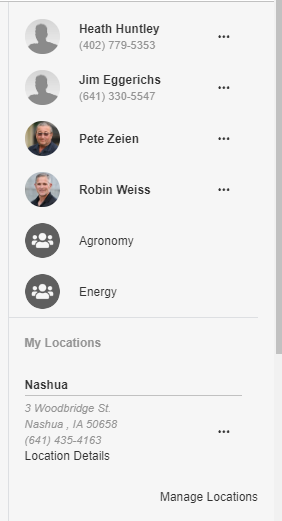 Heath Huntley
(402) 779-5353
Jim Eggerichs
(641) 330-5547
Pete Zeien
Robin Weiss
Agronomy
Energy
My Locations
Nashua
3 Woodbridge St.
Nashua , IA 50658
(641) 435-4163
Location Details
Manage Locations